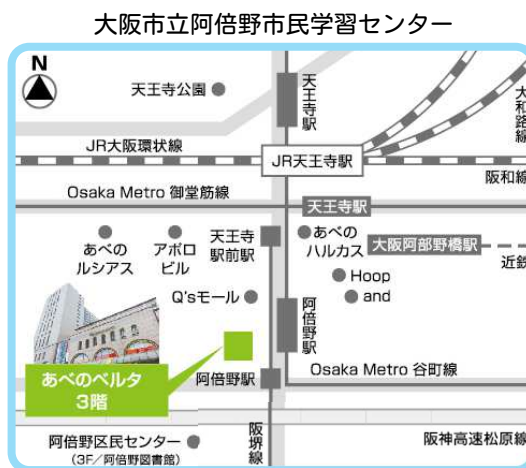 大阪市立阿倍野市民学習センター
N
天王寺公園
天王寺駅
大和路線
JR大阪環状線
JR天王寺駅
阪和線
Osaka Metro 御堂筋線
天王寺駅
あべの
ルシアス
アポロ
ビル
天王寺
駅前駅
あべの
ハルカス
大阪阿部野橋駅
近鉄
Hoop
and
Q'sモール
阿倍野駅
あべのベルタ
3階
阿倍野駅
Osaka Metro 谷町線
阿倍野区民センター
(3F/阿倍野図書館)
阪堺線
阪神高速松原線